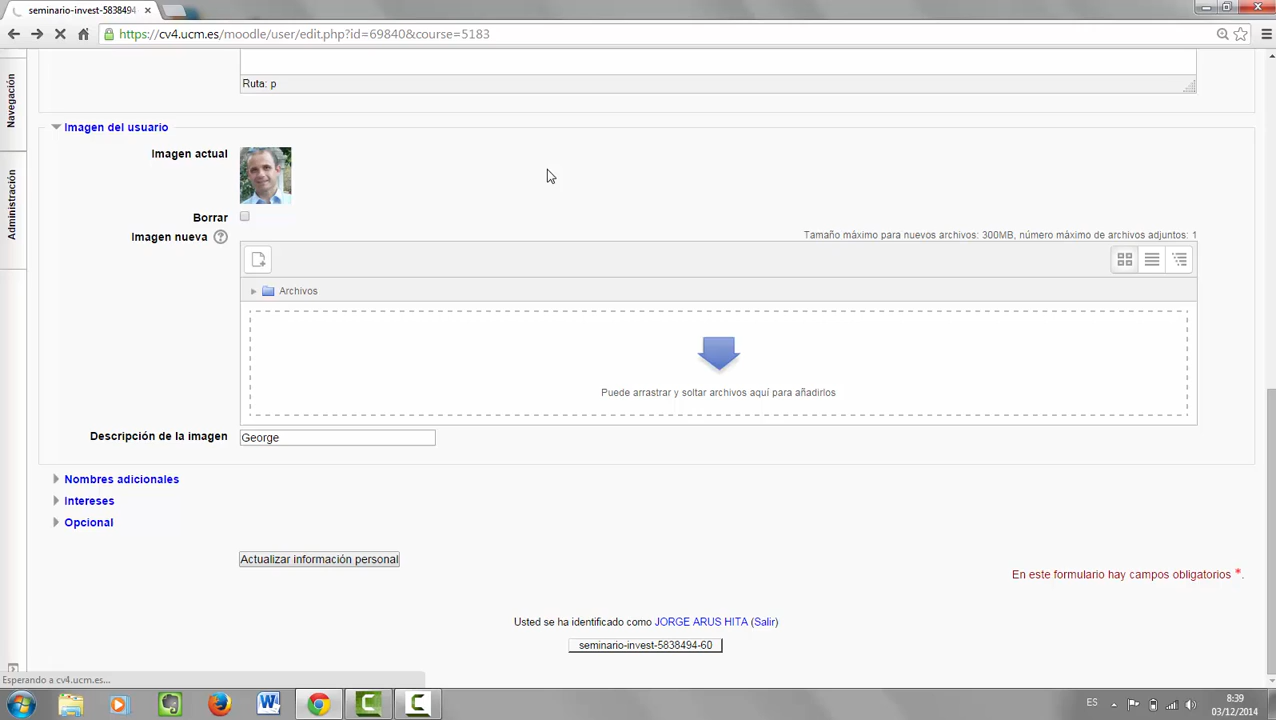 seminario-invest-5838494
https://cv4.ucm.es/moodle/user/edit.php?id=69840&course=5183
Navegación
Administración
Ruta: p
Imagen del usuario
Imagen actual
Borrar
Imagen nueva
Tamaño máximo para nuevos archivos: 300MB, número máximo de archivos adjuntos: 1
Archivos
Puede arrastrar y soltar archivos aquí para añadirlos
Descripción de la imagen
George
Nombres adicionales
Intereses
Opcional
Actualizar información personal
En este formulario hay campos obligatorios *.
Usted se ha identificado como JORGE ARUS HITA (Salir)
seminario-invest-5838494-60
Esperando a cv4.ucm.es...
ES
8:39
03/12/2014